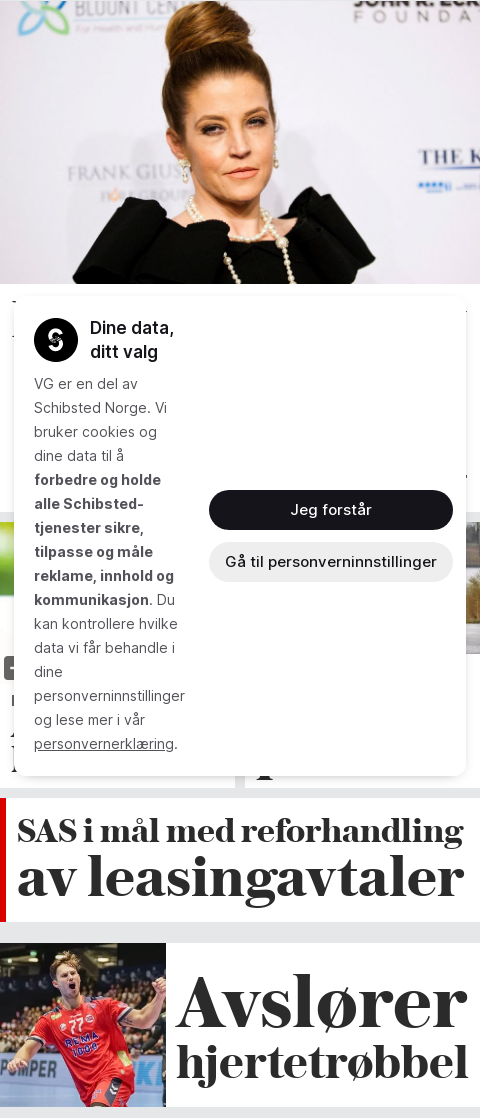 BLOUNT CENT
For Health and Hum
JOHN R. ECK
FOUNDA
FRANK GIUS
THE K
Dine data,
ditt valg
VG er en del av
Schibsted Norge. Vi
bruker cookies og
dine data til å
forbedre og holde
alle Schibsted-
tjenester sikre,
tilpasse og måle
reklame, innhold og
kommunikasjon. Du
kan kontrollere hvilke
data vi får behandle i
dine
personverninnstillinger
og lese mer i vår
personvernerklæring.
Jeg forstår
Gå til personverninnstillinger
SAS i mål med reforhandling
av leasingavtaler
77
REMA
1000
POMPER
Avslører
hjertetrøbbel